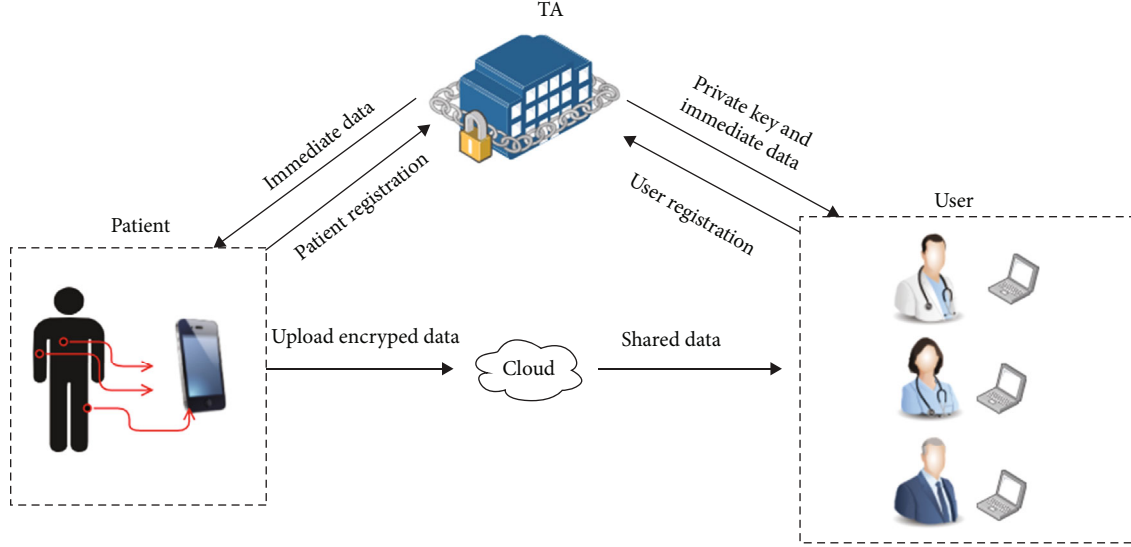 TA
Immediate data
Patient registration
Private key and
immediate data
User registration
Patient
User
Upload encryped data
Cloud
Shared data